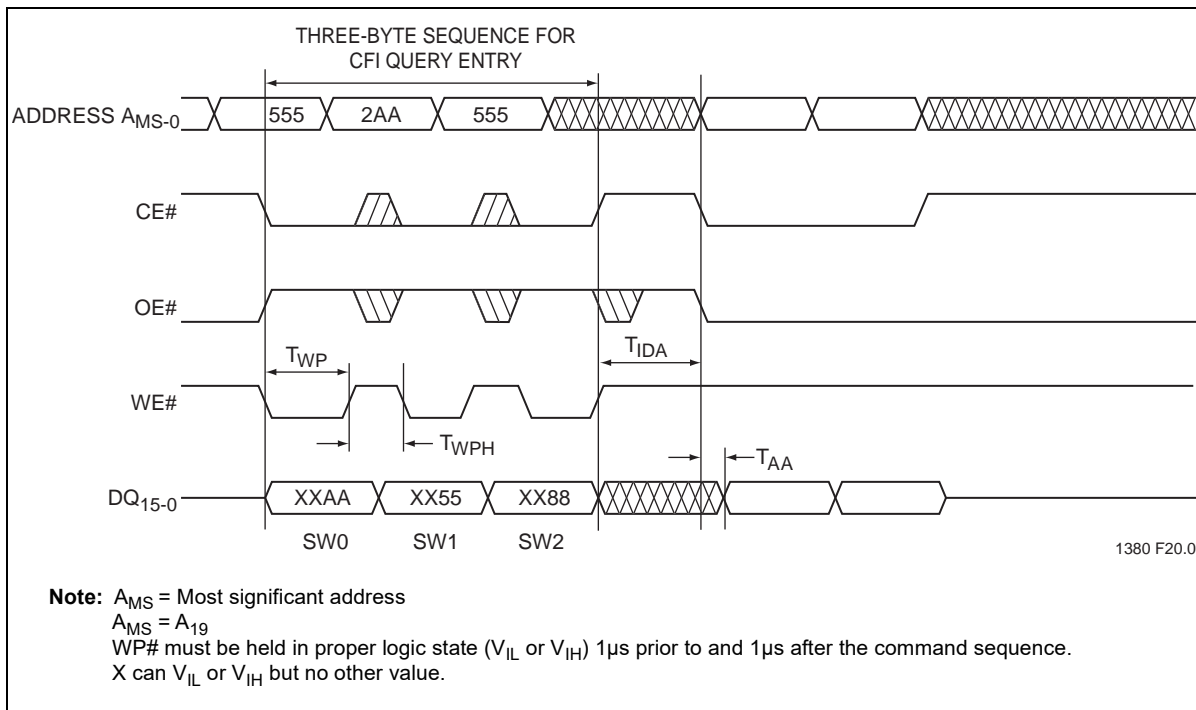 THREE-BYTE SEQUENCE FOR
CFI QUERY ENTRY
ADDRESS AMS-0
555
2AA
555
CE#
OE#
TWP
TIDA
WE#
TWPH
TAA
DQ15-0
XXAA
XX55
XX88
SW0
SW1
SW2
1380 F20.0
Note: AMS = Most significant address
AMS = A19
WP# must be held in proper logic state (VIL or VIH) 1µs prior to and 1µs after the command sequence.
X can VIL or VIH but no other value.